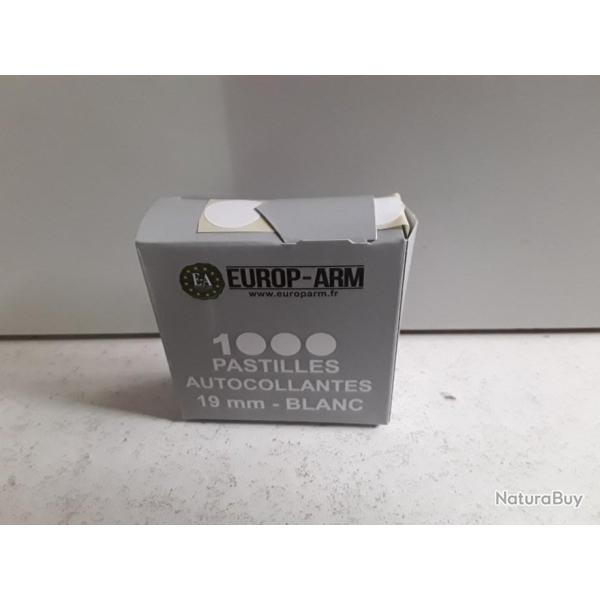 EA EUROP-ARM
www.europarm.fr
1000
PASTILLES
AUTOCOLLANTES
19 mm - BLANC
NaturaBuy